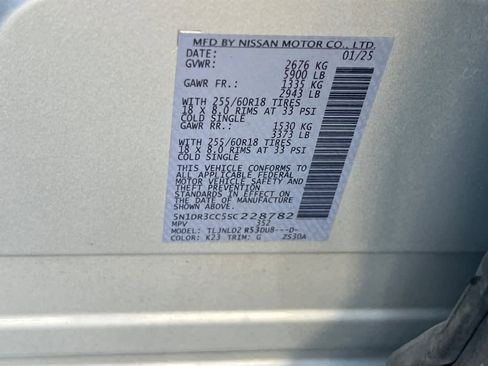 MFD BY NISSAN MOTOR CO., LTD.
DATE: 01/25
GVWR: 2676 KG
5900 LB
GAWR FR.: 1335 KG
2943 LB
WITH 255/60R18 TIRES
18 X 8.0 RIMS AT 33 PSI
COLD SINGLE
GAWR RR.: 1530 KG
3373 LB
WITH 255/60R18 TIRES
18 X 8.0 RIMS AT 33 PSI
COLD SINGLE
THIS VEHICLE CONFORMS TO
ALL APPLICABLE FEDERAL
MOTOR VEHICLE SAFETY AND
THEFT PREVENTION
STANDARDS IN EFFECT ON
THE DATE OF MANUFACTURE
SHOWN ABOVE
5N1DR3CC5SC228782
MPV 352
MODEL: TLJNLD2 R53DUB---D-
COLOR: K23 TRIM: G 2530A